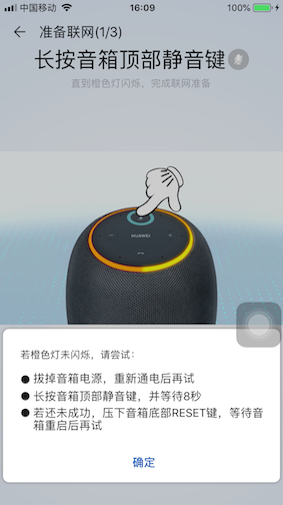 中国移动 16:09 100%
准备联网(1/3)
长按音箱顶部静音键
直到橙色灯闪烁，完成联网准备
HUAWEI
若橙色灯未闪烁，请尝试：
● 拔掉音箱电源，重新通电后再试
● 长按音箱顶部静音键，并等待8秒
● 若还未成功，压下音箱底部RESET键，等待音
箱重启后再试
确定